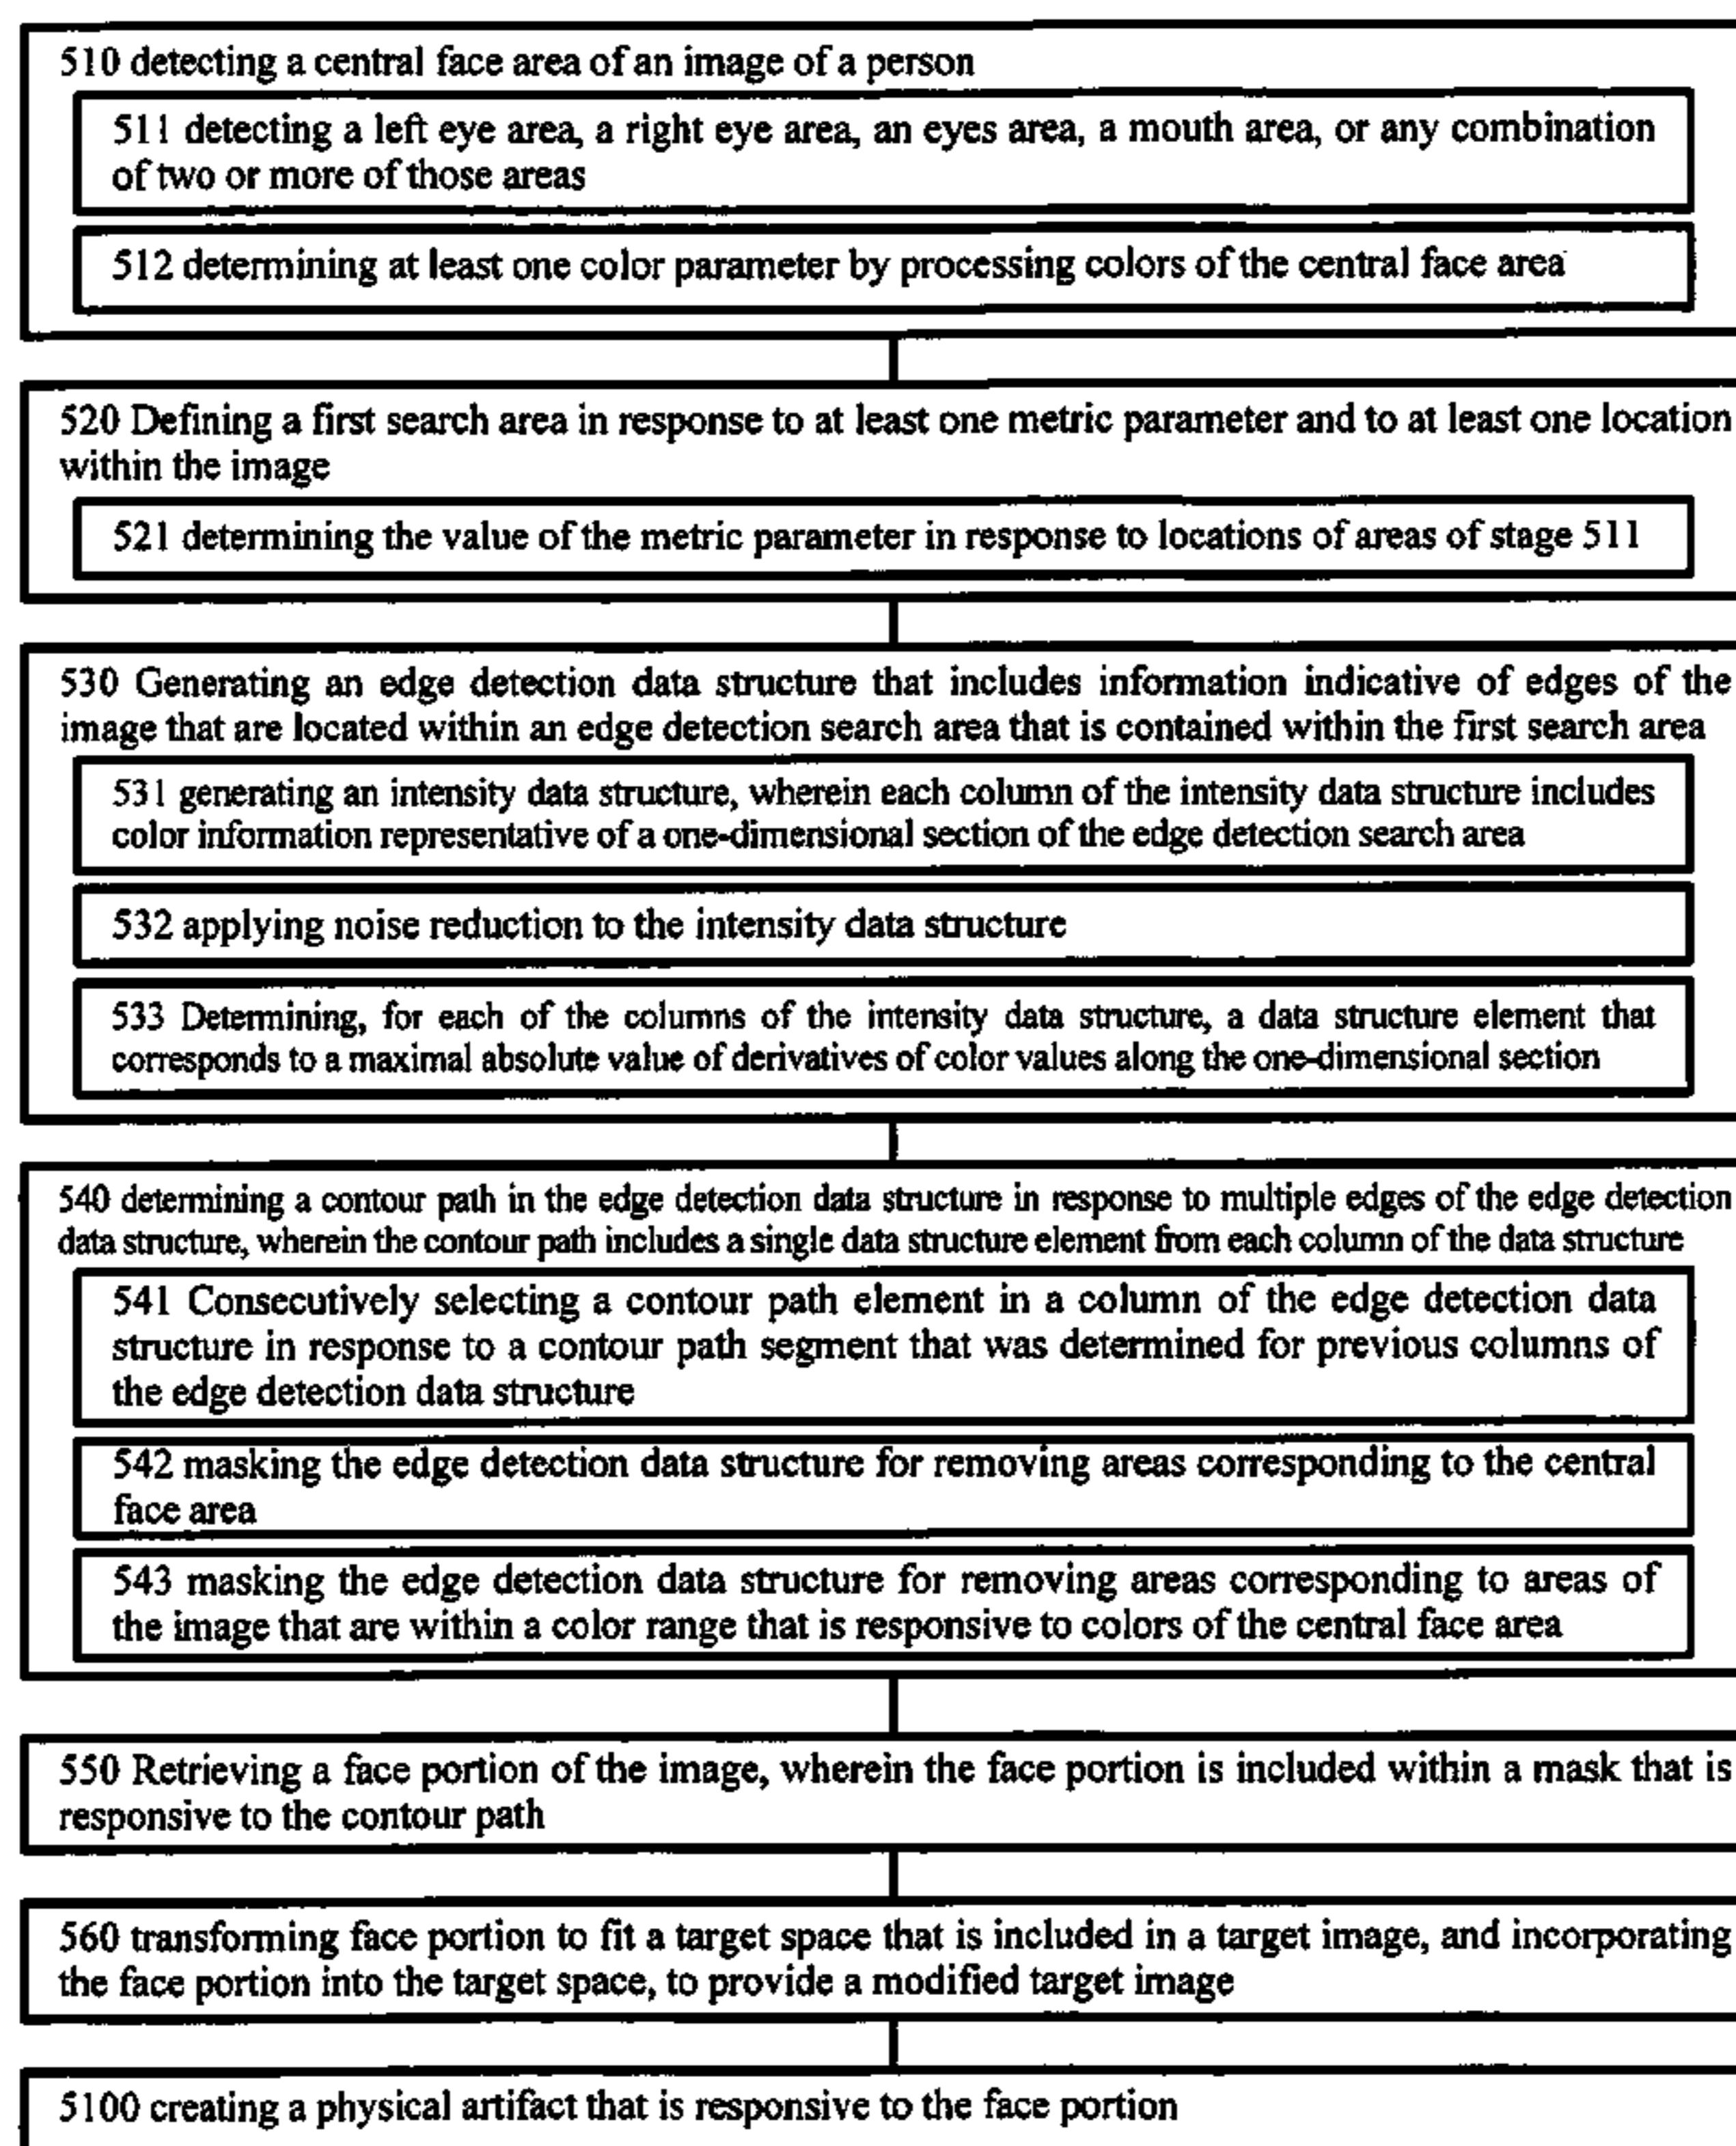 510 detecting a central face area of an image of a person
511 detecting a left eye area, a right eye area, an eyes area, a mouth area, or any combination
of two or more of those areas
512 determining at least one color parameter by processing colors of the central face area
520 Defining a first search area in response to at least one metric parameter and to at least one location
within the image
521 determining the value of the metric parameter in response to locations of areas of stage 511
530 Generating an edge detection data structure that includes information indicative of edges of the
image that are located within an edge detection search area that is contained within the first search area
531 generating an intensity data structure, wherein each column of the intensity data structure includes
color information representative of a one-dimensional section of the edge detection search area
532 applying noise reduction to the intensity data structure
533 Determining, for each of the columns of the intensity data structure, a data structure element that
corresponds to a maximal absolute value of derivatives of color values along the one-dimensional section
540 determining a contour path in the edge detection data structure in response to multiple edges of the edge detection
data structure, wherein the contour path includes a single data structure element from each column of the data structure
541 Consecutively selecting a contour path element in a column of the edge detection data
structure in response to a contour path segment that was determined for previous columns of
the edge detection data structure
542 masking the edge detection data structure for removing areas corresponding to the central
face area
543 masking the edge detection data structure for removing areas corresponding to areas of
the image that are within a color range that is responsive to colors of the central face area
550 Retrieving a face portion of the image, wherein the face portion is included within a mask that is
responsive to the contour path
560 transforming face portion to fit a target space that is included in a target image, and incorporating
the face portion into the target space, to provide a modified target image
5100 creating a physical artifact that is responsive to the face portion